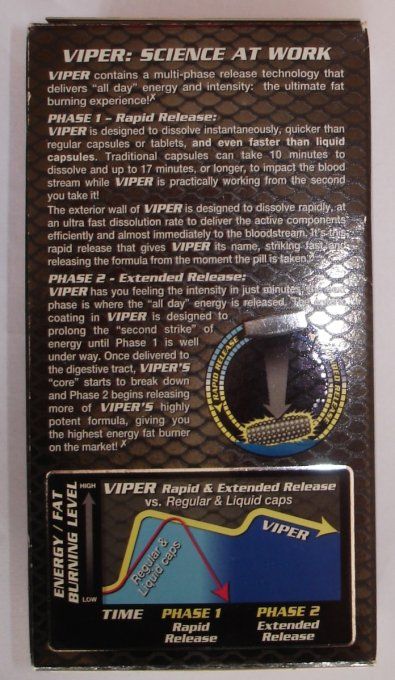 VIPER: SCIENCE AT WORK
VIPER contains a multi-phase release technology that
delivers "all day" energy and intensity: the ultimate fat
burning experience!X
PHASE 1 - Rapid Release:
VIPER is designed to dissolve instantaneously, quicker than
regular capsules or tablets, and even faster than liquid
capsules. Traditional capsules can take 10 minutes to
dissolve and up to 17 minutes, or longer, to impact the blood
stream while VIPER is practically working from the second
you take it!
The exterior wall of VIPER is designed to dissolve rapidly, at
an ultra fast dissolution rate to deliver the active components
efficiently and almost immediately to the bloodstream. It's this
rapid release that gives VIPER its name, striking fast and
releasing the formula from the moment the pill is taken.X
PHASE 2 - Extended Release:
VIPER has you feeling the intensity in just minutes,
phase is where the "all day" energy is released. The
coating in VIPER is designed to
prolong the "second strike" of
energy until Phase 1 is well
under way. Once delivered to
the digestive tract, VIPER'S
"core" starts to break down
and Phase 2 begins releasing
more of VIPER'S highly
potent formula, giving you
the highest energy fat burner
on the market!X
RAPID RELEASE
RELEASE
VIPER Rapid & Extended Release
vs. Regular & Liquid caps
ENERGY / FAT
BURNING LEVEL
HIGH
LOW
Regular &
Liquid caps
VIPER
TIME PHASE 1 PHASE 2
Rapid Extended
Release Release